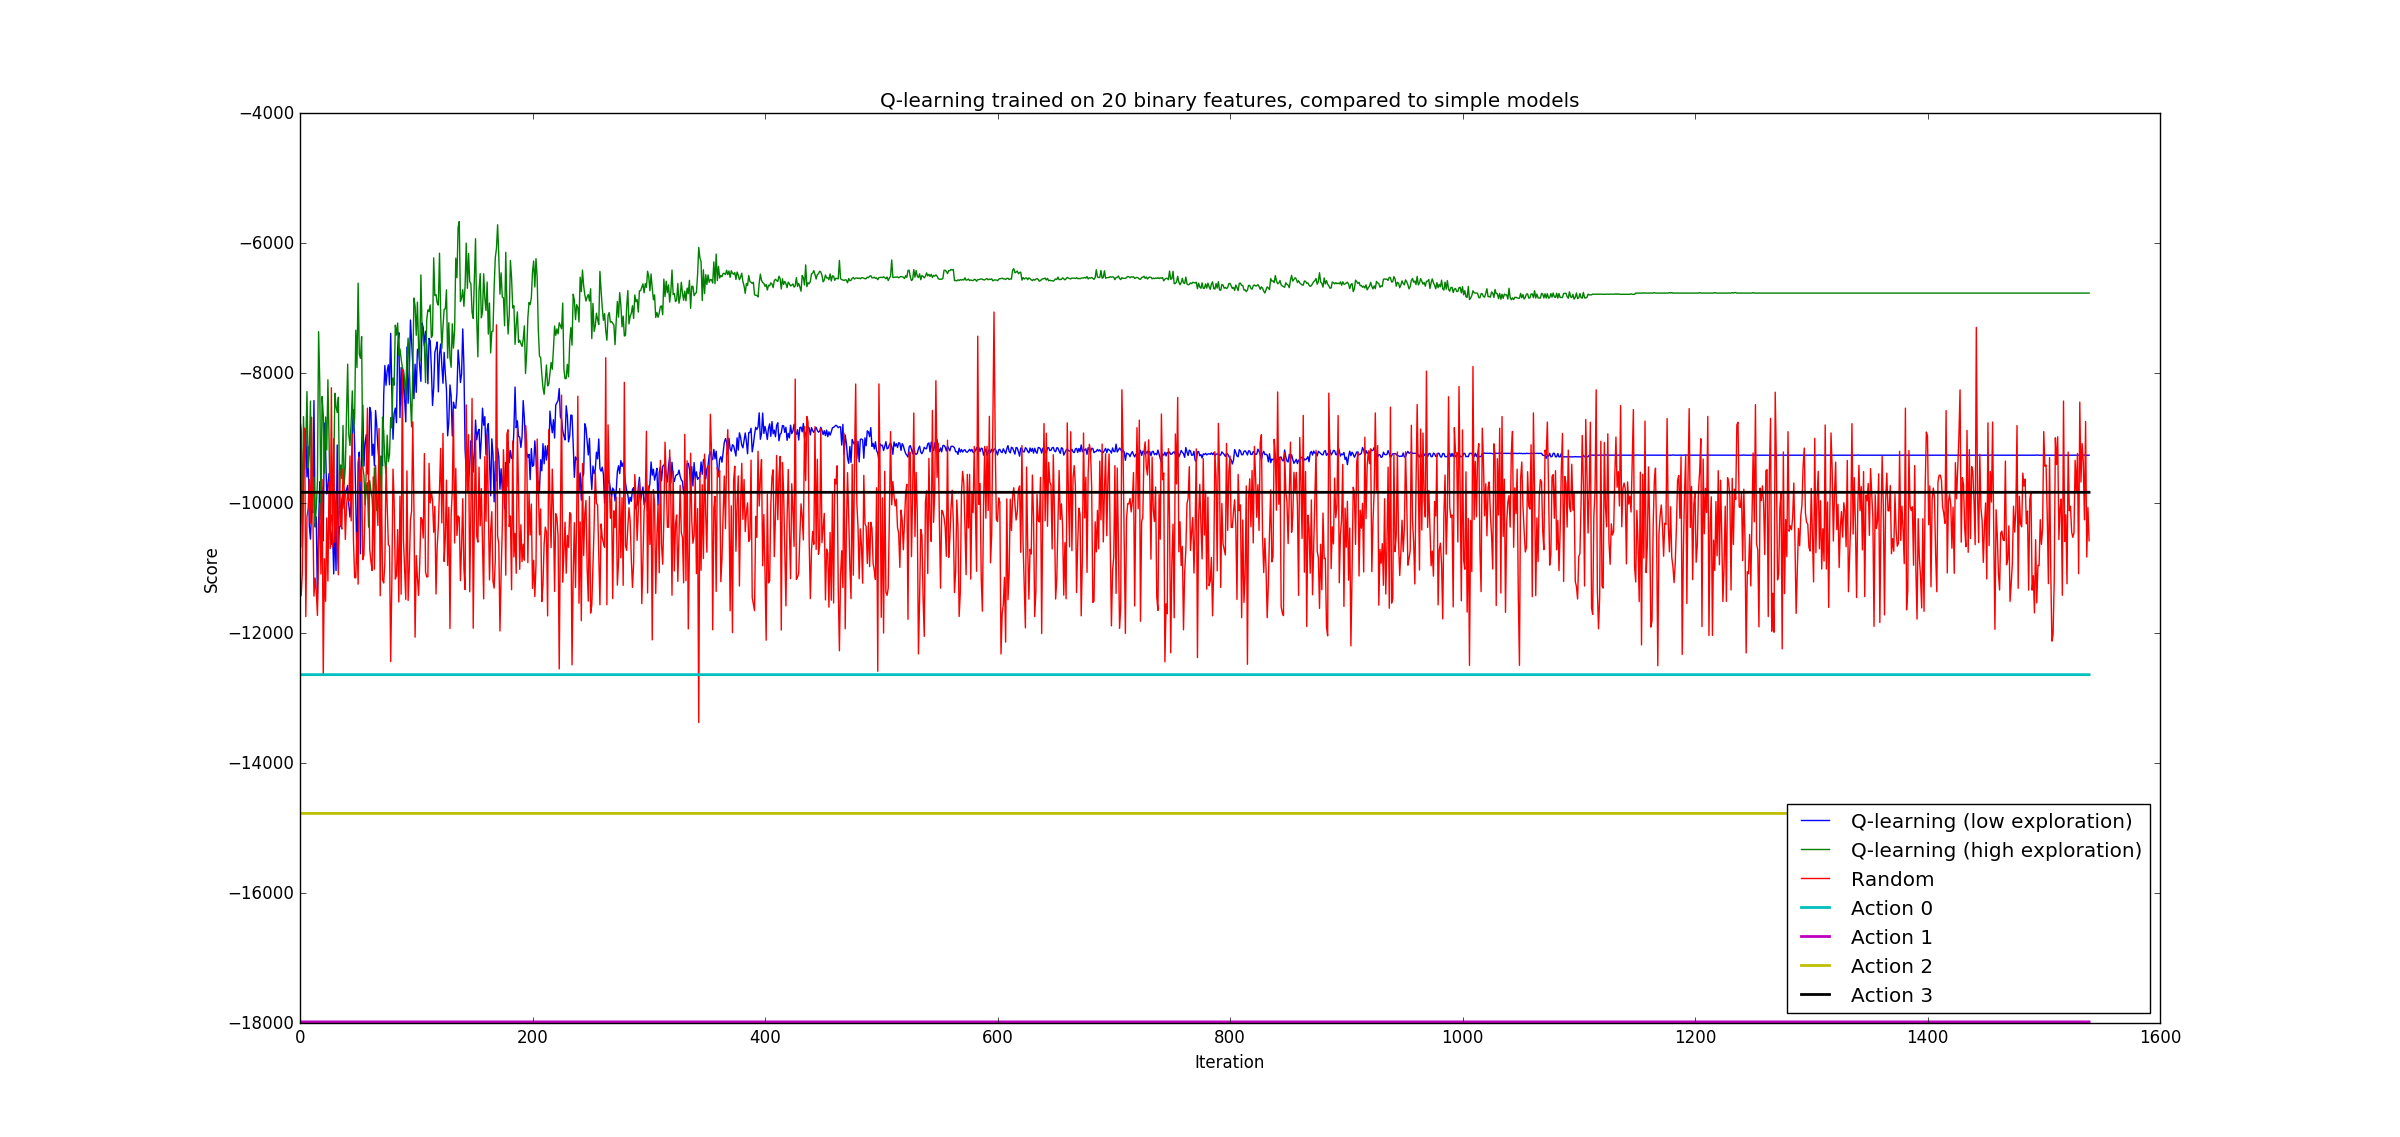 Q-learning trained on 20 binary features, compared to simple models
−4000
−6000
−8000
−10000
−12000
−14000
−16000
−18000
Score
0 200 400 600 800 1000 1200 1400 1600
Iteration
Q-learning (low exploration)
Q-learning (high exploration)
Random
Action 0
Action 1
Action 2
Action 3